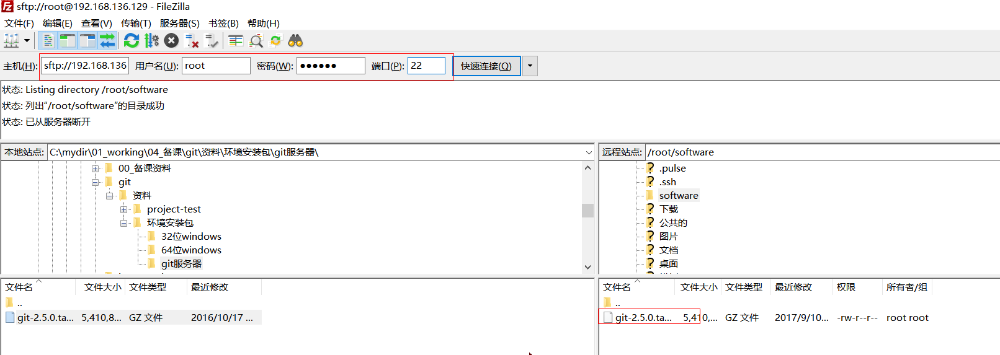 sftp://root@192.168.136.129 - FileZilla
文件(F) 编辑(E) 查看(V) 传输(T) 服务器(S) 书签(B) 帮助(H)
主机(H): sftp://192.168.136 用户名(U): root 密码(W): ●●●●●● 端口(P): 22 快速连接(Q)
状态: Listing directory /root/software
状态: 列出“/root/software”的目录成功
状态: 已从服务器断开
本地站点: C:\mydir\01_working\04_备课\git\资料\环境安装包\git服务器\
00_备课资料
git
资料
project-test
环境安装包
32位windows
64位windows
git服务器
远程站点: /root/software
.pulse
.ssh
software
下载
公共的
图片
文档
桌面
文件名 文件大小 文件类型 最近修改
..
git-2.5.0.ta... 5,410,8... GZ 文件 2016/10/17 ...
文件名 文件大小 文件类型 最近修改 权限 所有者/组
..
git-2.5.0.ta... 5,410,... GZ 文件 2017/9/10... -rw-r--r-- root root